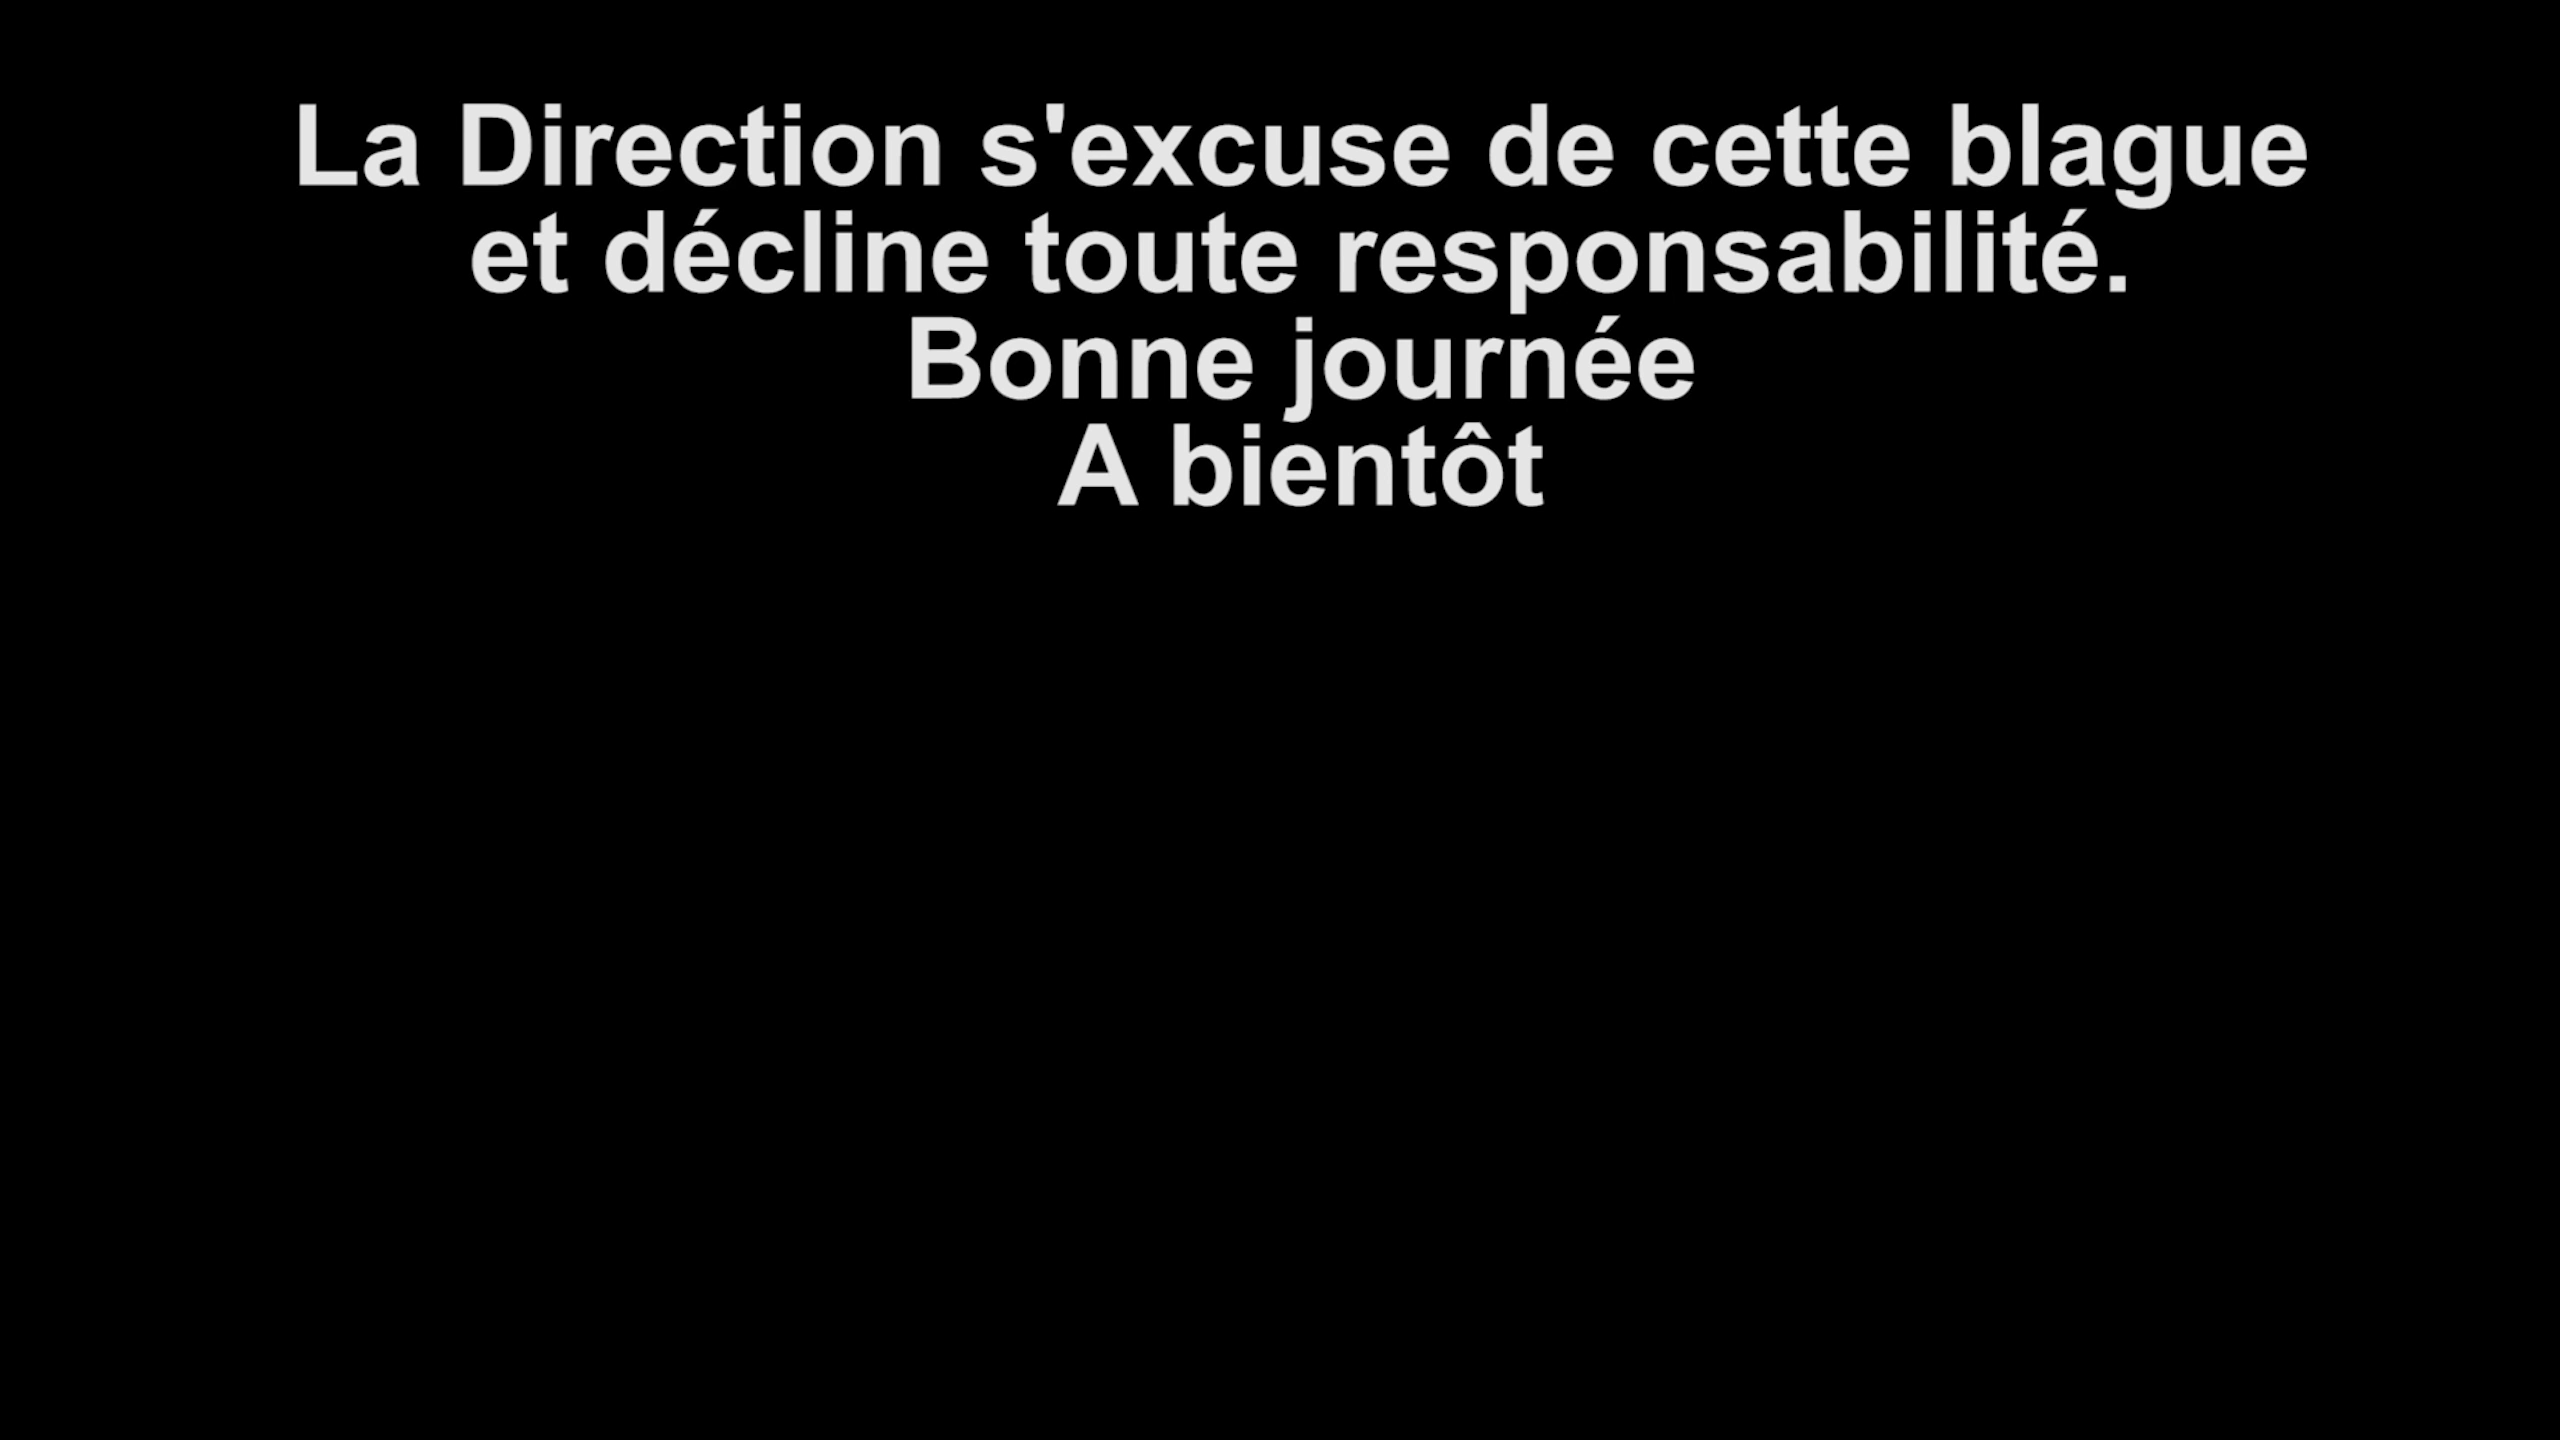 La Direction s'excuse de cette blague
et décline toute responsabilité.
Bonne journée
A bientôt